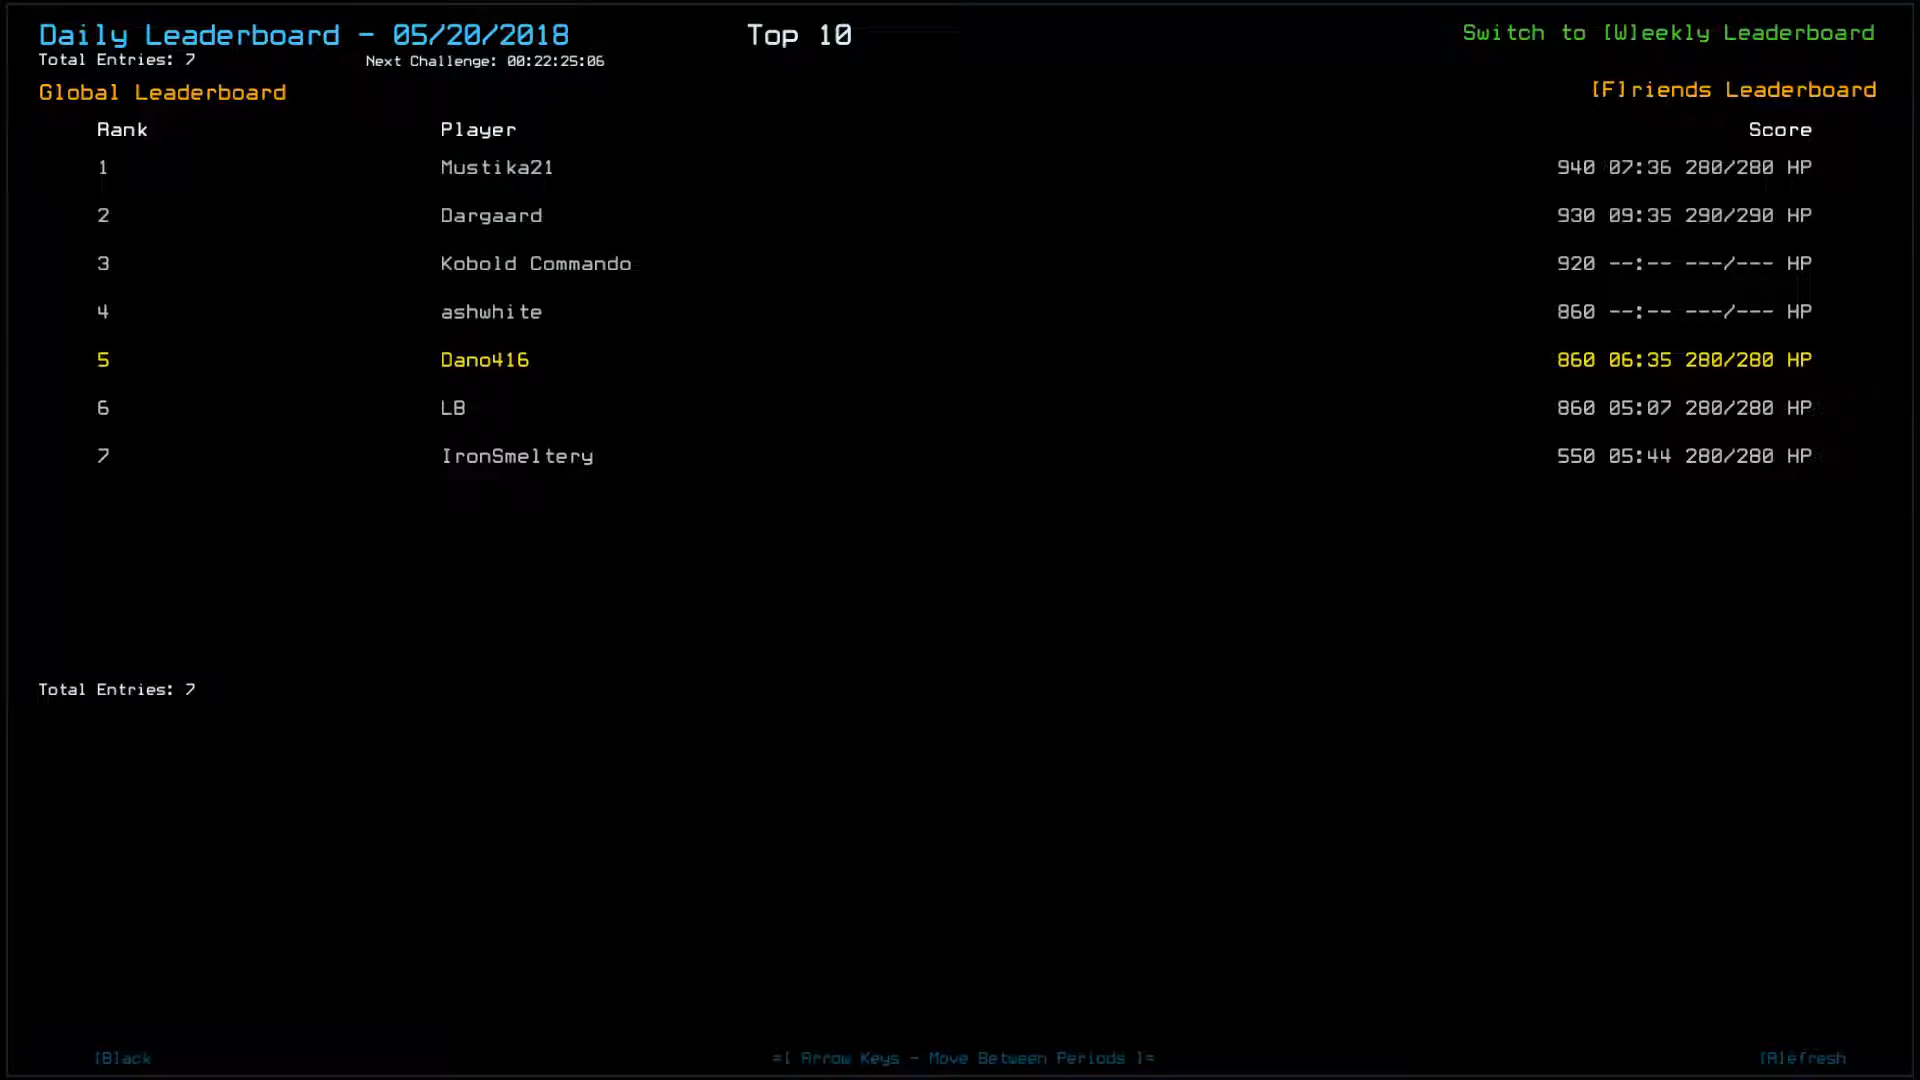 Daily Leaderboard - 05/20/2018 Top 10 Switch to [W]eekly Leaderboard
Total Entries: 7 Next Challenge: 00:22:25:06
Global Leaderboard [F]riends Leaderboard
Rank Player Score
1 Mustika21 940 07:36 280/280 HP
2 Dargaard 930 09:35 290/290 HP
3 Kobold Commando 920 --:-- ---/--- HP
4 ashwhite 860 --:-- ---/--- HP
5 Dano416 860 06:35 280/280 HP
6 LB 860 05:07 280/280 HP
7 IronSmeltery 550 05:44 280/280 HP
Total Entries: 7
[B]ack =[ Arrow Keys - Move Between Periods ]= [R]efresh